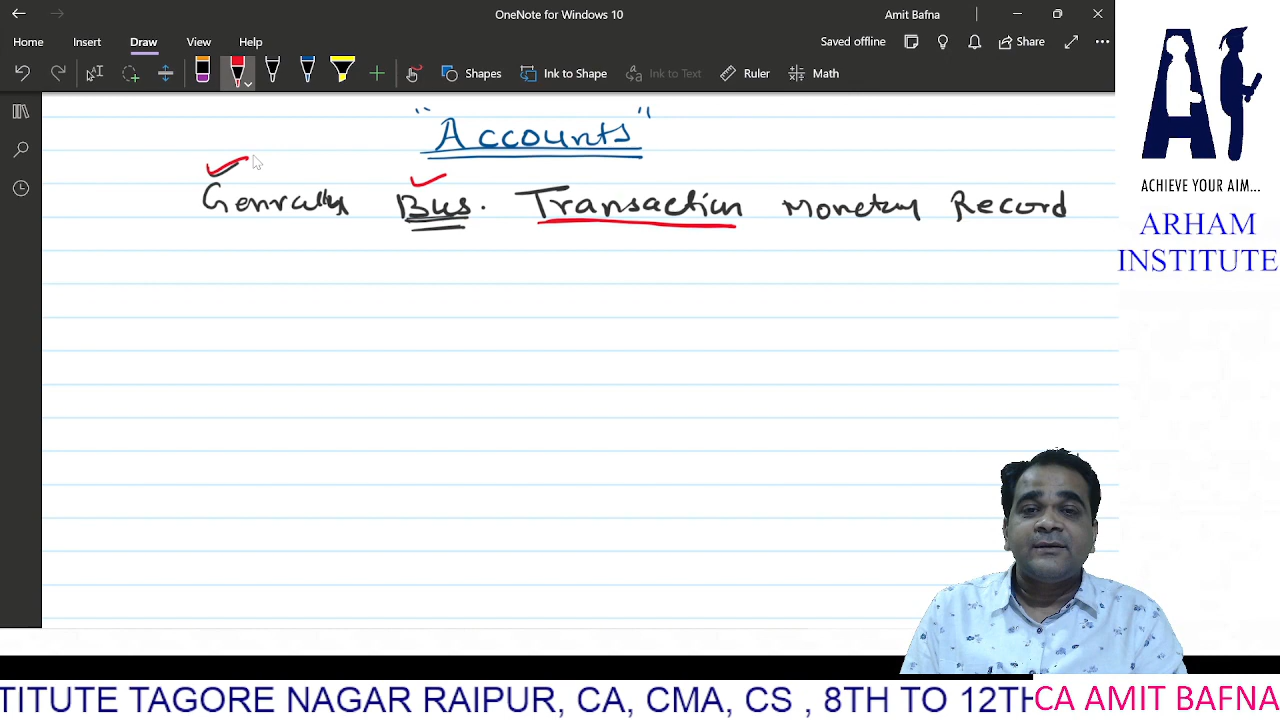 OneNote for Windows 10
Amit Bafna
Home Insert Draw View Help
Saved offline
Share
Shapes
Ink to Shape
Ink to Text
Ruler
Math
"Accounts"
Genrally Bus. Transaction Monetary Record
ACHIEVE YOUR AIM...
ARHAM
INSTITUTE
TITUTE TAGORE NAGAR RAIPUR, CA, CMA, CS , 8TH TO 12TH
CA AMIT BAFNA